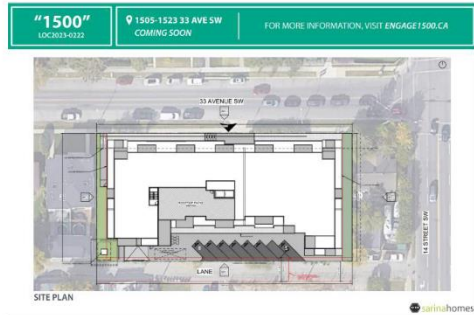 "1500"
LOC2023-0222
1505-1523 33 AVE SW
COMING SOON
FOR MORE INFORMATION, VISIT ENGAGE1500.CA
33 AVENUE SW
14 STREET SW
LANE
SITE PLAN
sarinahomes